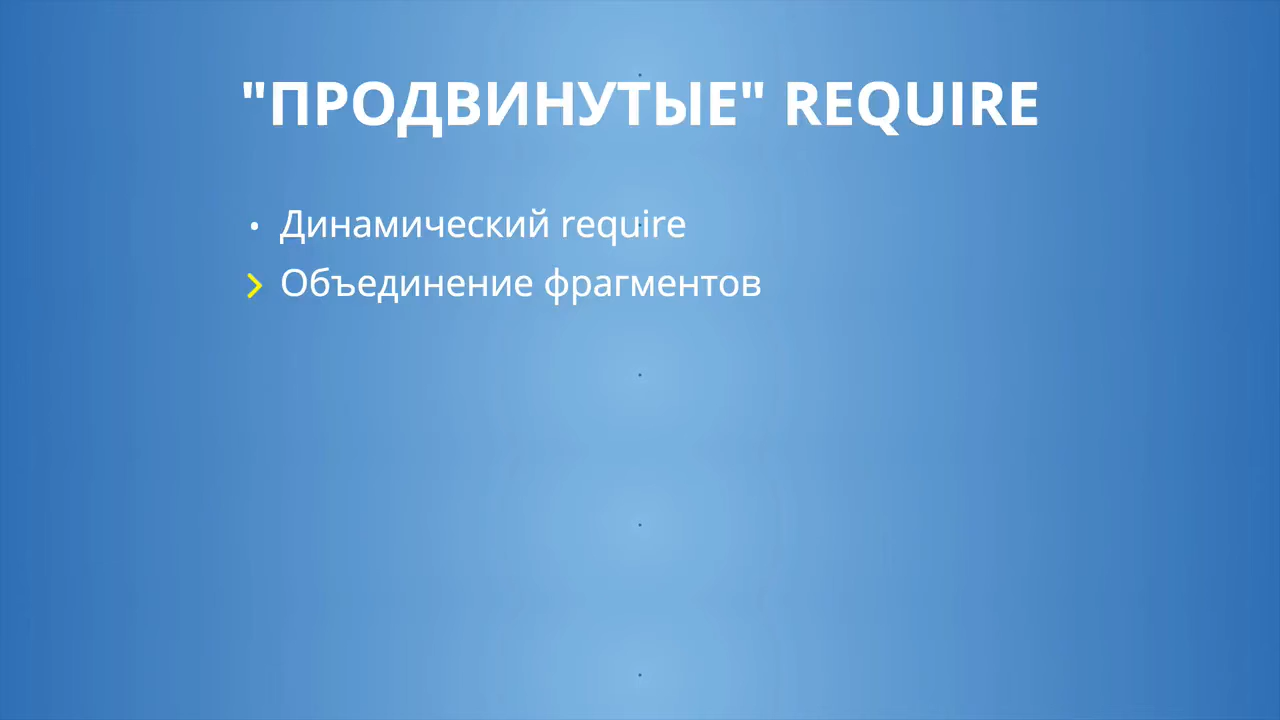 "ПРОДВИНУТЫЕ" REQUIRE
• Динамический require
Объединение фрагментов